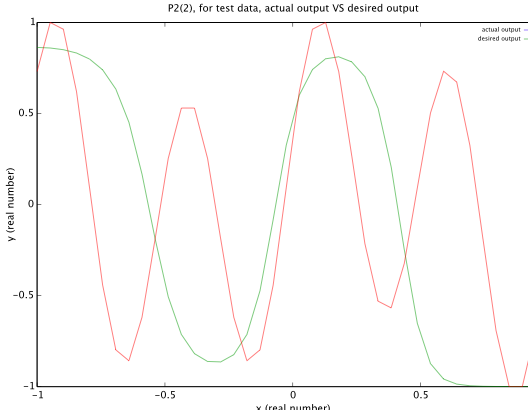 P2(2), for test data, actual output VS desired output
actual output
desired output
1
0.5
0
−0.5
−1
y (real number)
−1
−0.5
0
0.5
x (real number)